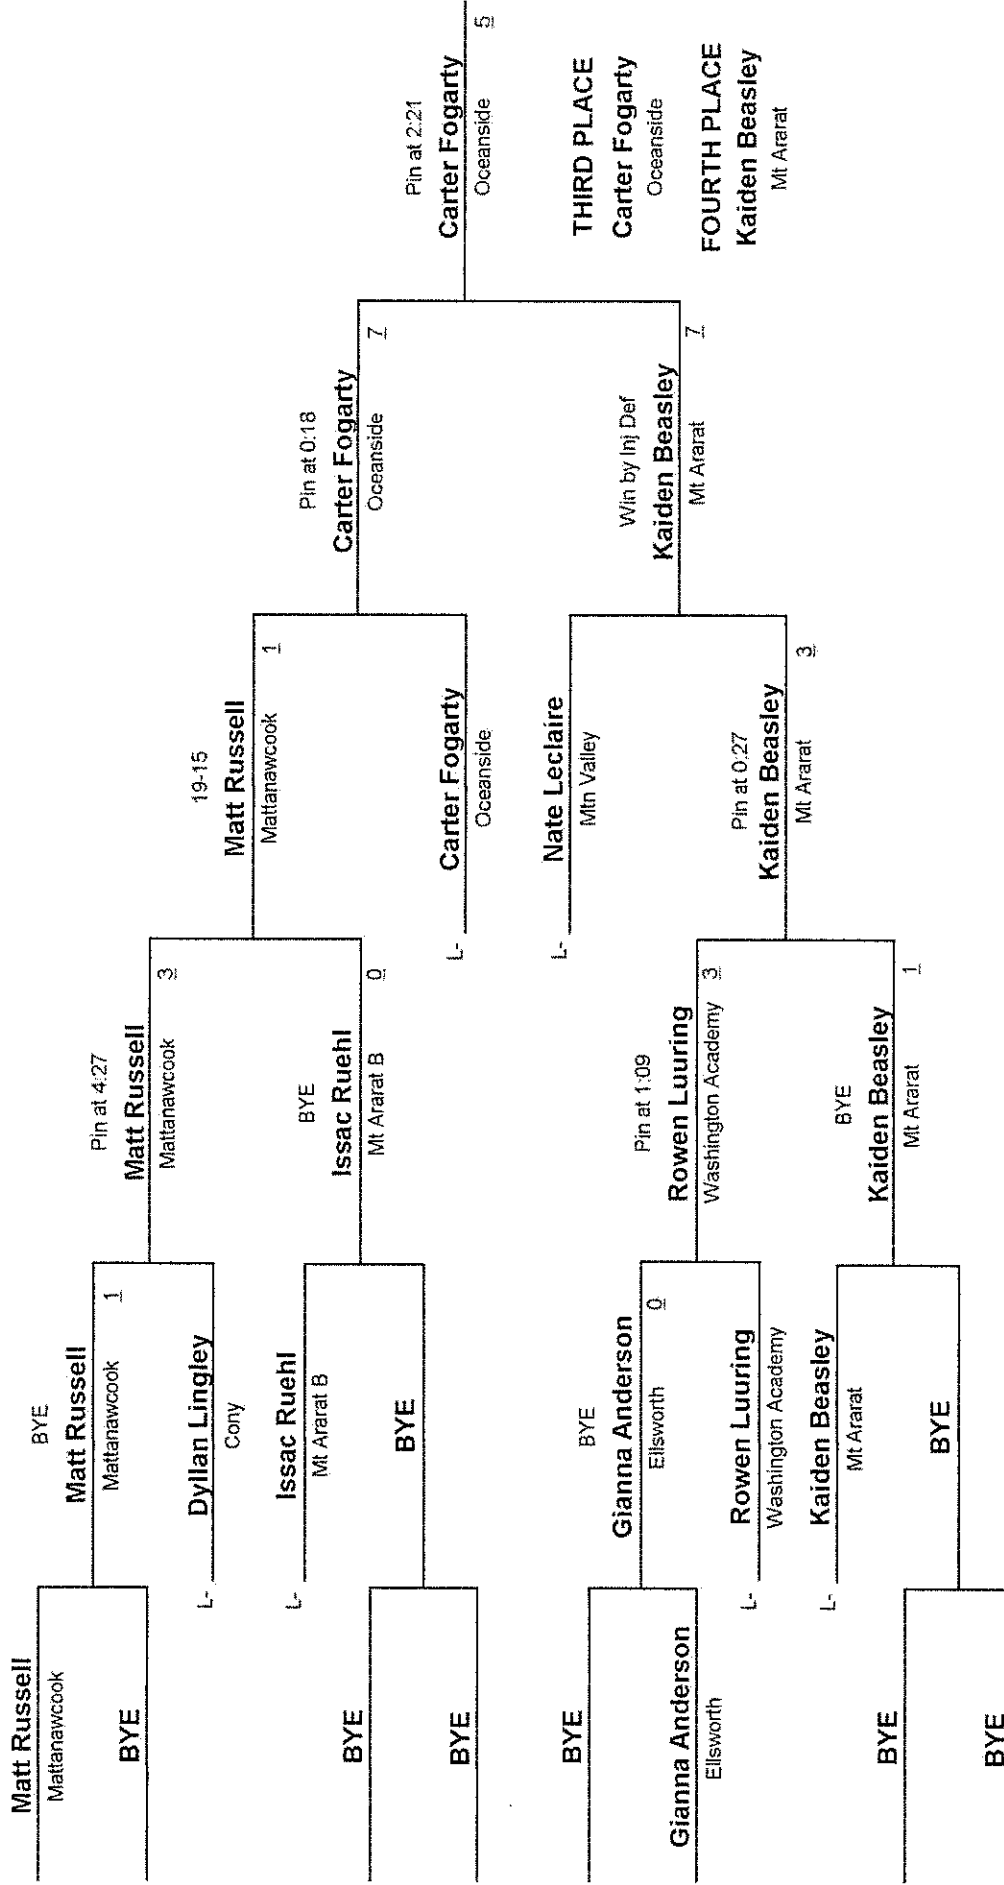 Matt Russell
Mattanawcook
BYE
BYE
BYE
BYE
Gianna Anderson
Ellsworth
BYE
BYE
BYE
Matt Russell
Mattanawcook
1
L-
Dyllan Lingley
Cony
L-
Issac Ruehl
Mt Ararat B
BYE
BYE
Gianna Anderson
Ellsworth
0
L-
Rowen Luuring
Washington Academy
L-
Kaiden Beasley
Mt Ararat
BYE
Pin at 4:27
Matt Russell
Mattanawcook
3
BYE
Issac Ruehl
Mt Ararat B
0
Pin at 1:09
Rowen Luuring
Washington Academy
3
BYE
Kaiden Beasley
Mt Ararat
1
19-15
Matt Russell
Mattanawcook
1
L-
Carter Fogarty
Oceanside
L-
Nate Leclaire
Mtn Valley
Pin at 0:27
Kaiden Beasley
Mt Ararat
3
Pin at 0:18
Carter Fogarty
Oceanside
7
Win by Inj Def
Kaiden Beasley
Mt Ararat
7
Pin at 2:21
Carter Fogarty
Oceanside
5
THIRD PLACE
Carter Fogarty
Oceanside
FOURTH PLACE
Kaiden Beasley
Mt Ararat